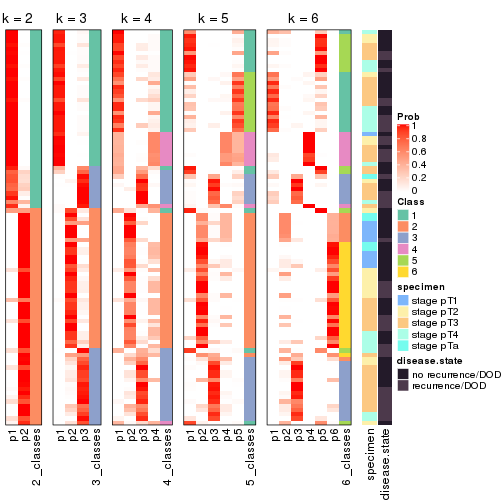 k = 2
k = 3
k = 4
k = 5
k = 6
p1
p2
2_classes
p1
p2
p3
3_classes
p1
p2
p3
p4
4_classes
p1
p2
p3
p4
p5
5_classes
p1
p2
p3
p4
p5
p6
6_classes
specimen
disease.state
Prob
1
0.8
0.6
0.4
0.2
0
Class
1
2
3
4
5
6
specimen
stage pT1
stage pT2
stage pT3
stage pT4
stage pTa
disease.state
no recurrence/DOD
recurrence/DOD